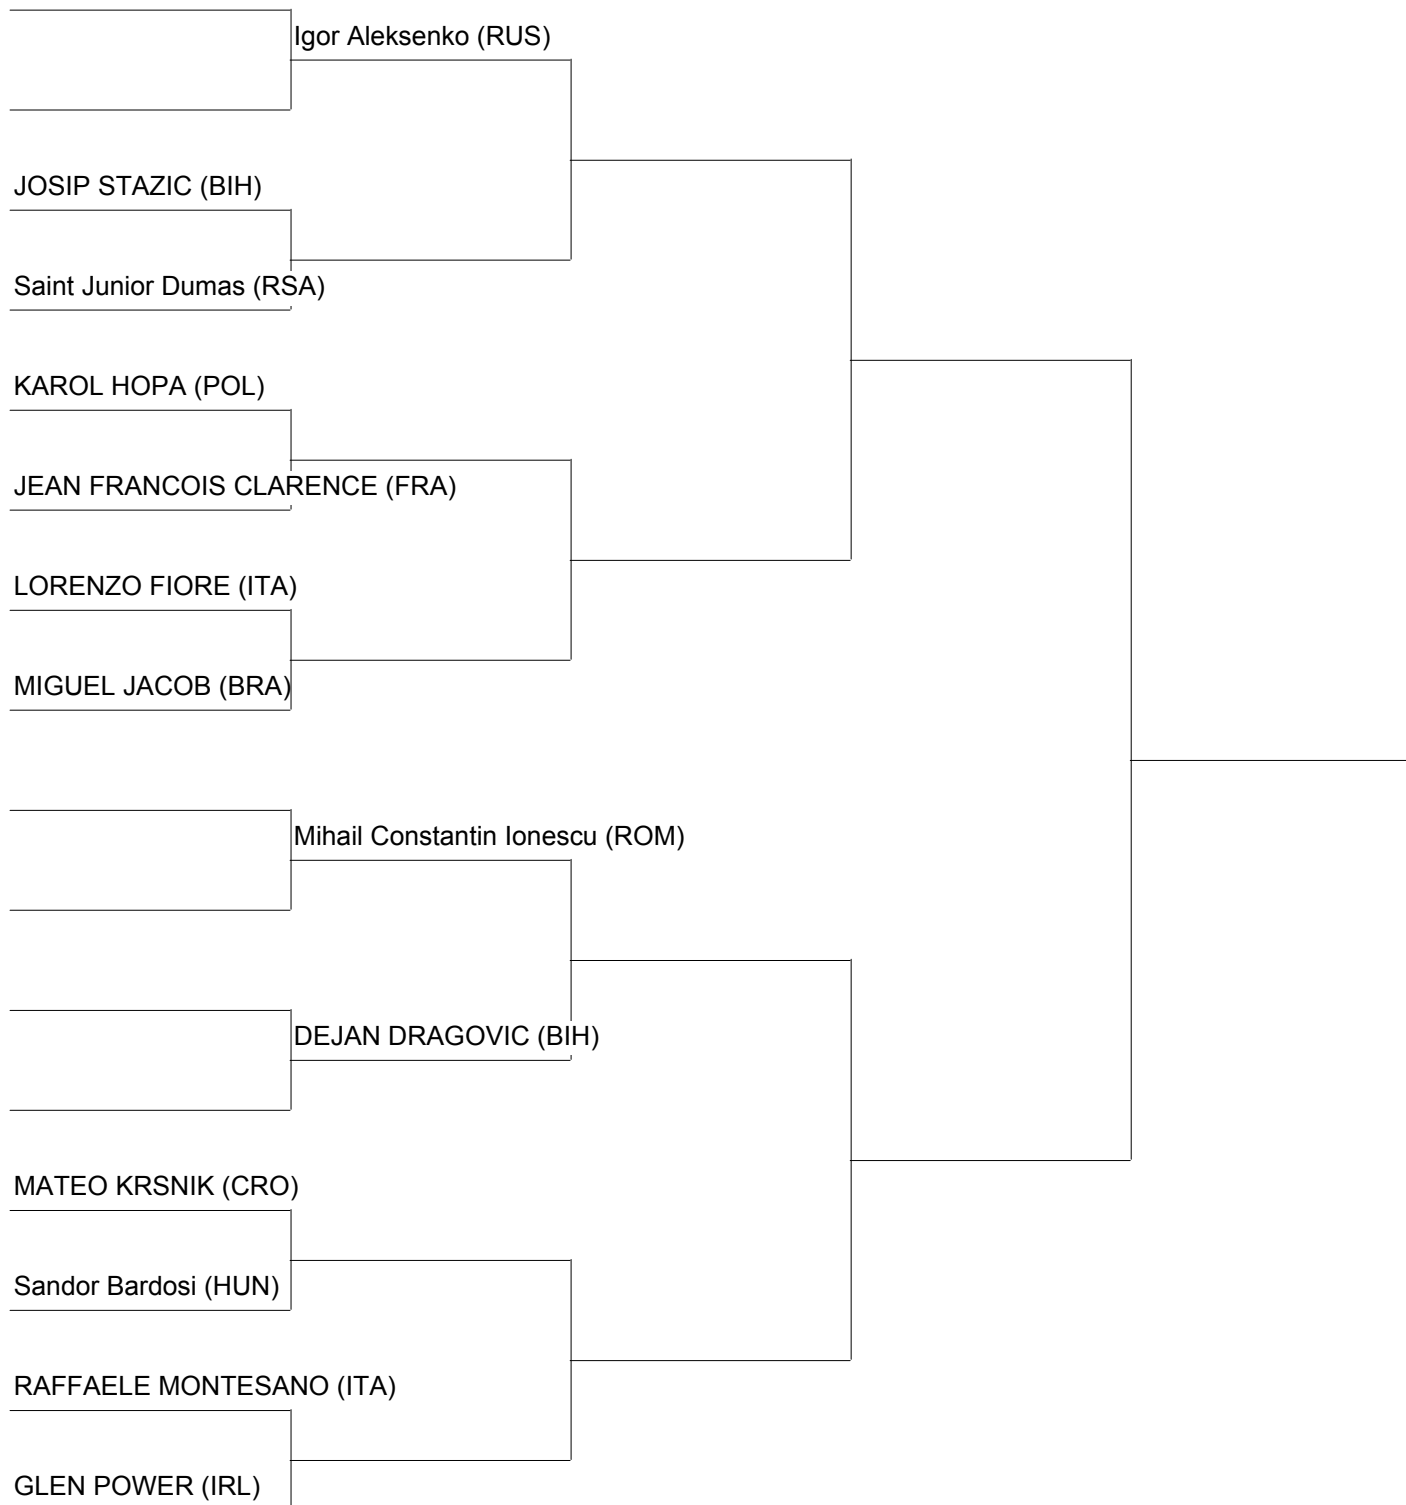 Igor Aleksenko (RUS)
JOSIP STAZIC (BIH)
Saint Junior Dumas (RSA)
KAROL HOPA (POL)
JEAN FRANCOIS CLARENCE (FRA)
LORENZO FIORE (ITA)
MIGUEL JACOB (BRA)
Mihail Constantin Ionescu (ROM)
DEJAN DRAGOVIC (BIH)
MATEO KRSNIK (CRO)
Sandor Bardosi (HUN)
RAFFAELE MONTESANO (ITA)
GLEN POWER (IRL)